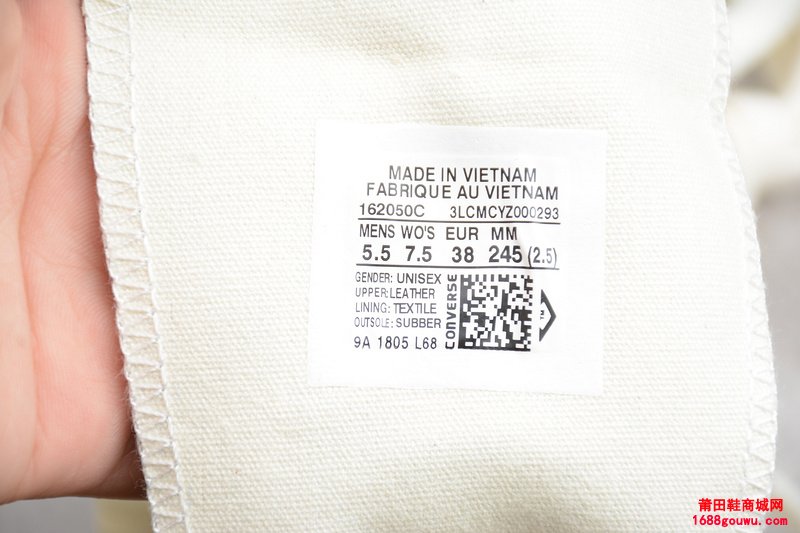 MADE IN VIETNAM
FABRIQUE AU VIETNAM
162050C 3LCMCYZ000293
MENS WO'S EUR MM
5.5 7.5 38 245 (2.5)
GENDER: UNISEX
UPPER: LEATHER
LINING: TEXTILE
OUTSOLE: SUBBER
9A 1805 L68
CONVERSE
TM
莆田鞋商城网
1688gouwu.com